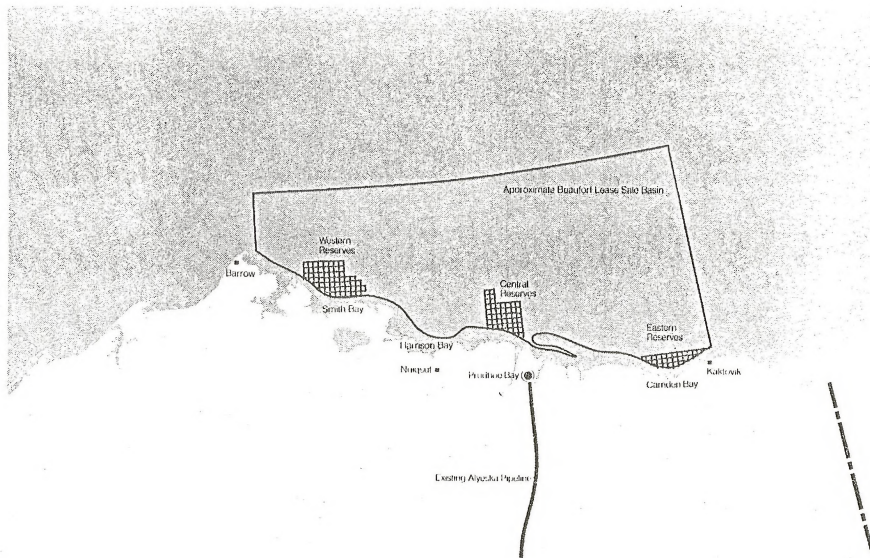 Approximate Beaufort Lease Sale Basin
Western
Reserves
Barrow
Smith Bay
Central
Reserves
Harrison Bay
Eastern
Reserves
Nuiqsut
Prudhoe Bay
Kaktovik
Camden Bay
Existing Alyeska Pipeline